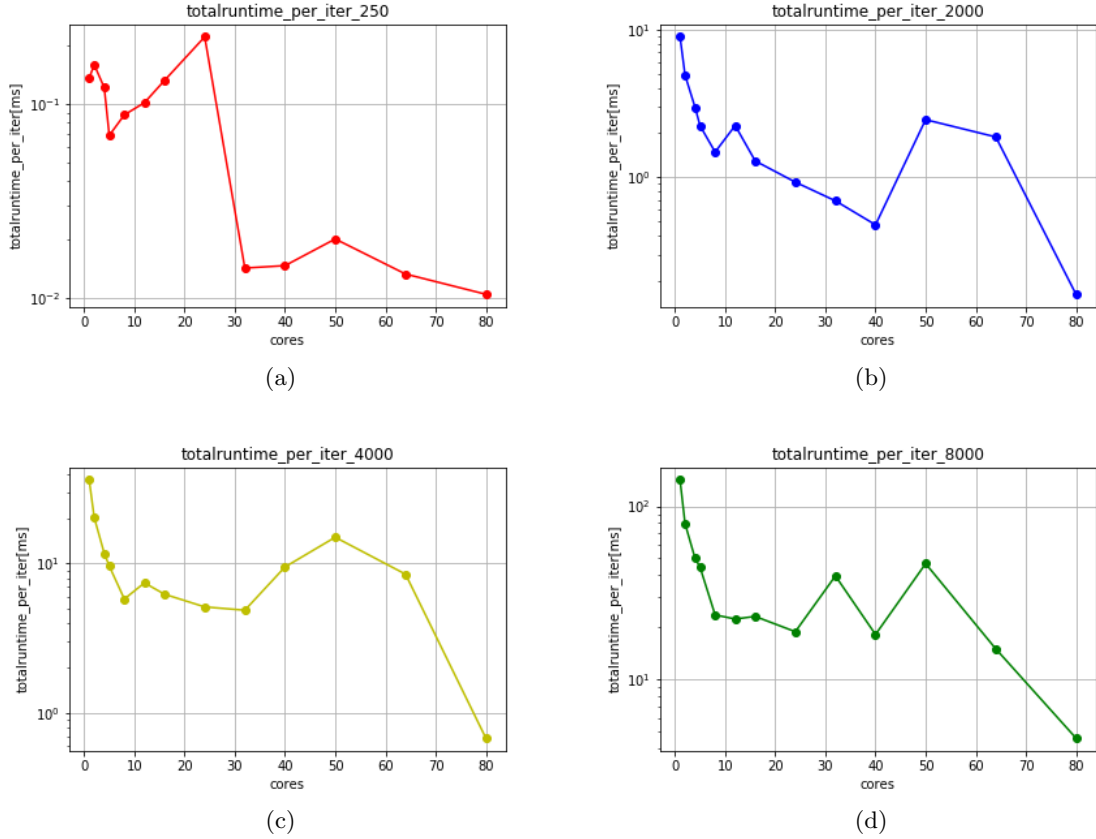 totalruntime_per_iter_250
totalruntime_per_iter[ms]
10^{-1}
10^{-2}
0 10 20 30 40 50 60 70 80
cores
(a)
totalruntime_per_iter_2000
totalruntime_per_iter[ms]
10^1
10^0
0 10 20 30 40 50 60 70 80
cores
(b)
totalruntime_per_iter_4000
totalruntime_per_iter[ms]
10^1
10^0
0 10 20 30 40 50 60 70 80
cores
(c)
totalruntime_per_iter_8000
totalruntime_per_iter[ms]
10^2
10^1
0 10 20 30 40 50 60 70 80
cores
(d)